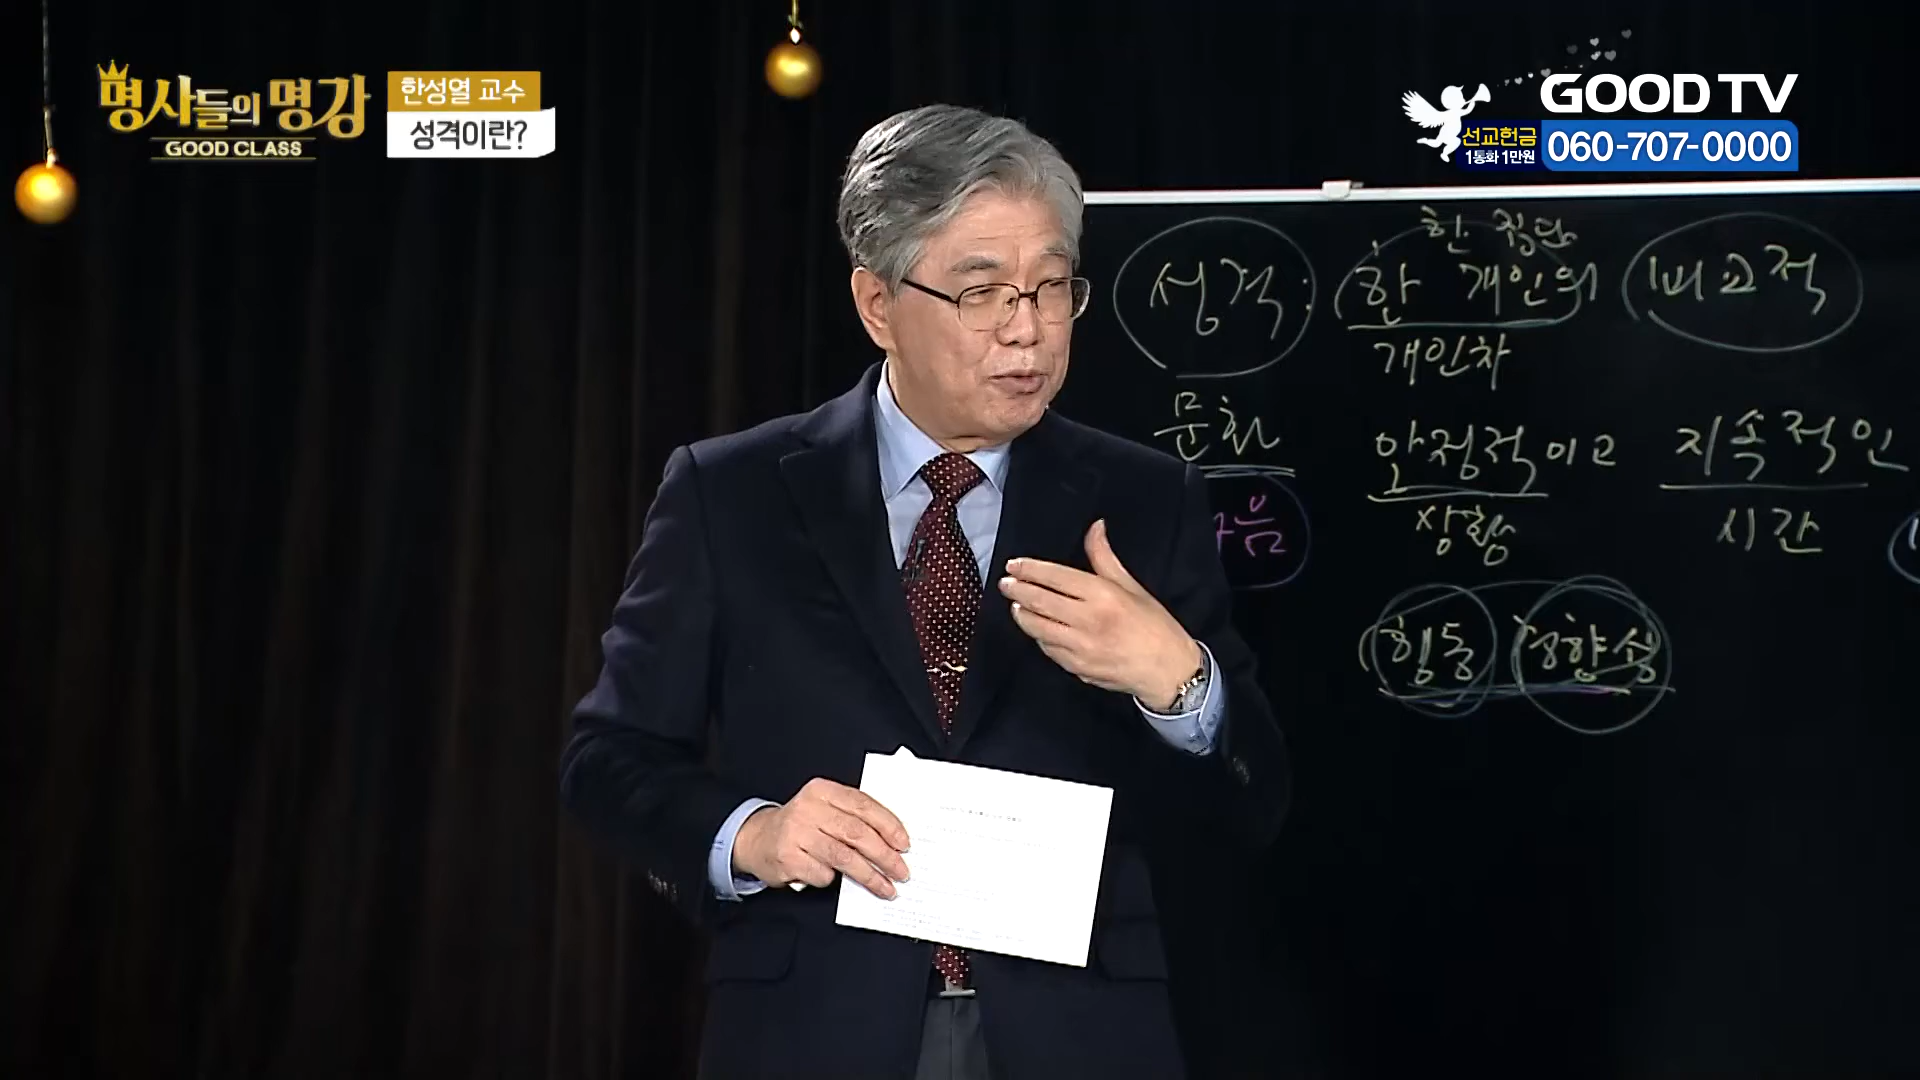 명사들의 명강
GOOD CLASS
한성열 교수
성격이란?
GOOD TV
선교헌금
1통화 1만원
060-707-0000
한 집단
성격: 한 개인의 비교적
개인차
문화
안정적이고 지속적인
상황 시간
행동 경향성